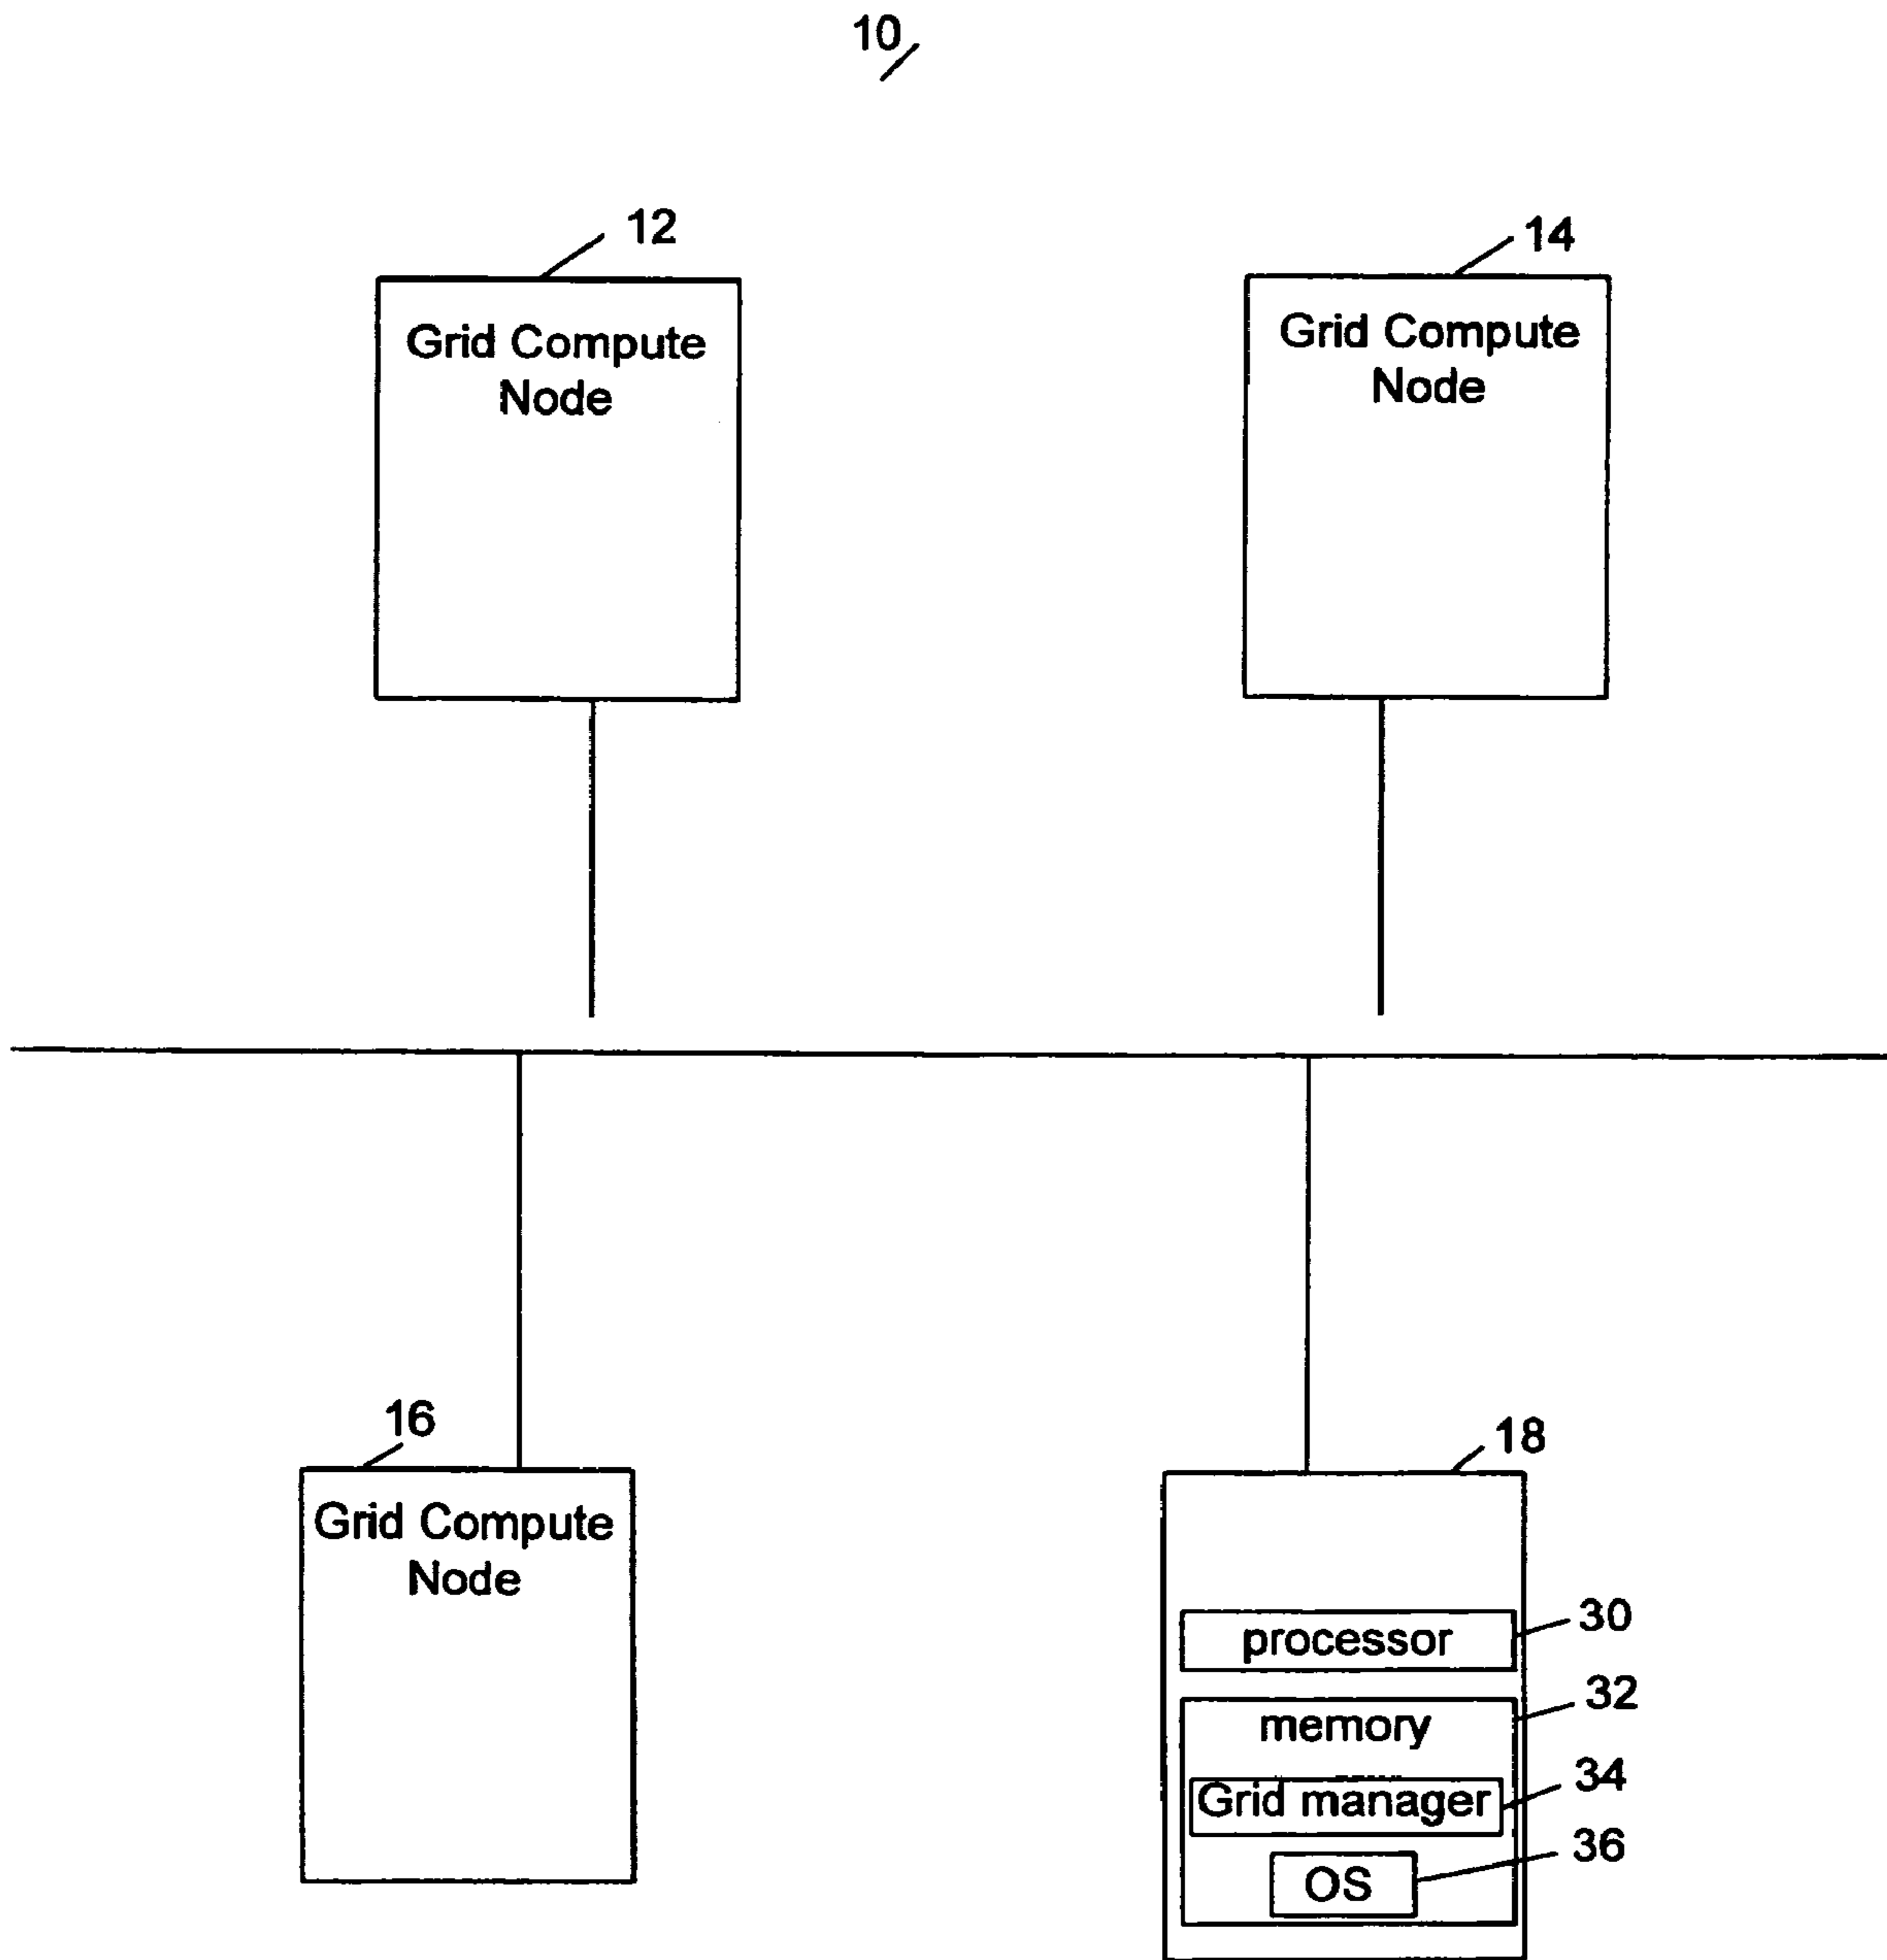 10
12
14
Grid Compute
Node
Grid Compute
Node
16
18
Grid Compute
Node
processor
30
memory
32
Grid manager
34
OS
36